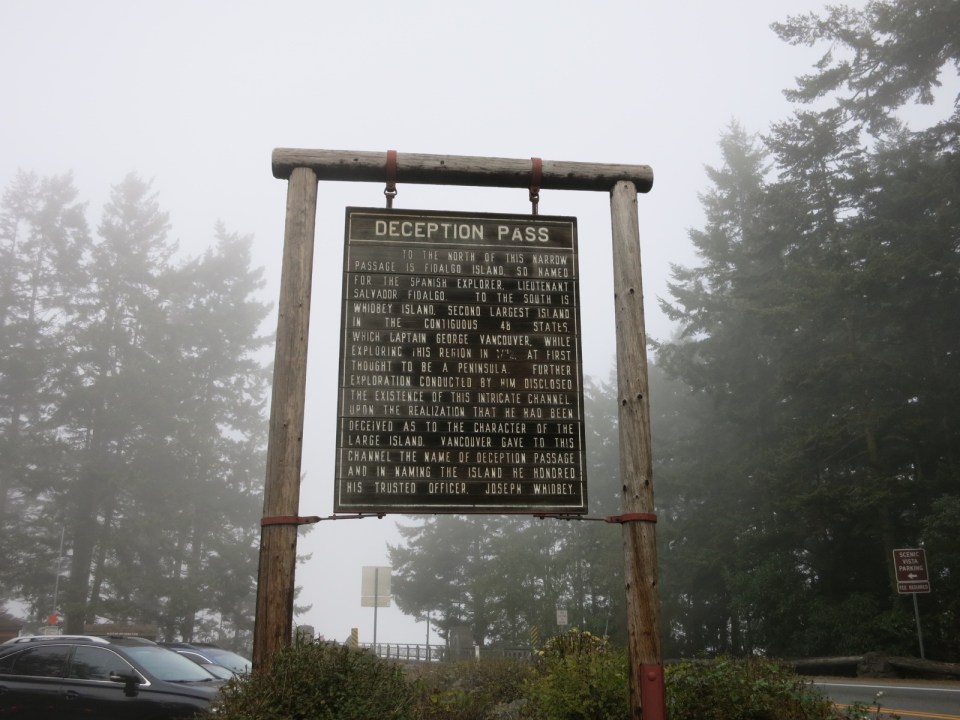 DECEPTION PASS
TO THE NORTH OF THIS NARROW
PASSAGE IS FIDALGO ISLAND, SO NAMED
FOR THE SPANISH EXPLORER, LIEUTENANT
SALVADOR FIDALGO. TO THE SOUTH IS
WHIDBEY ISLAND, SECOND LARGEST ISLAND
IN THE CONTIGUOUS 48 STATES,
WHICH CAPTAIN GEORGE VANCOUVER, WHILE
EXPLORING THIS REGION IN AT FIRST
THOUGHT TO BE A PENINSULA. FURTHER
EXPLORATION CONDUCTED BY HIM DISCLOSED
THE EXISTENCE OF THIS INTRICATE CHANNEL.
UPON THE REALIZATION THAT HE HAD BEEN
DECEIVED AS TO THE CHARACTER OF THE
LARGE ISLAND, VANCOUVER GAVE TO THIS
CHANNEL THE NAME OF DECEPTION PASSAGE
AND IN NAMING THE ISLAND HE HONORED
HIS TRUSTED OFFICER, JOSEPH WHIDBEY.
SCENIC
VISTA
PARKING
FEE REQUIRED